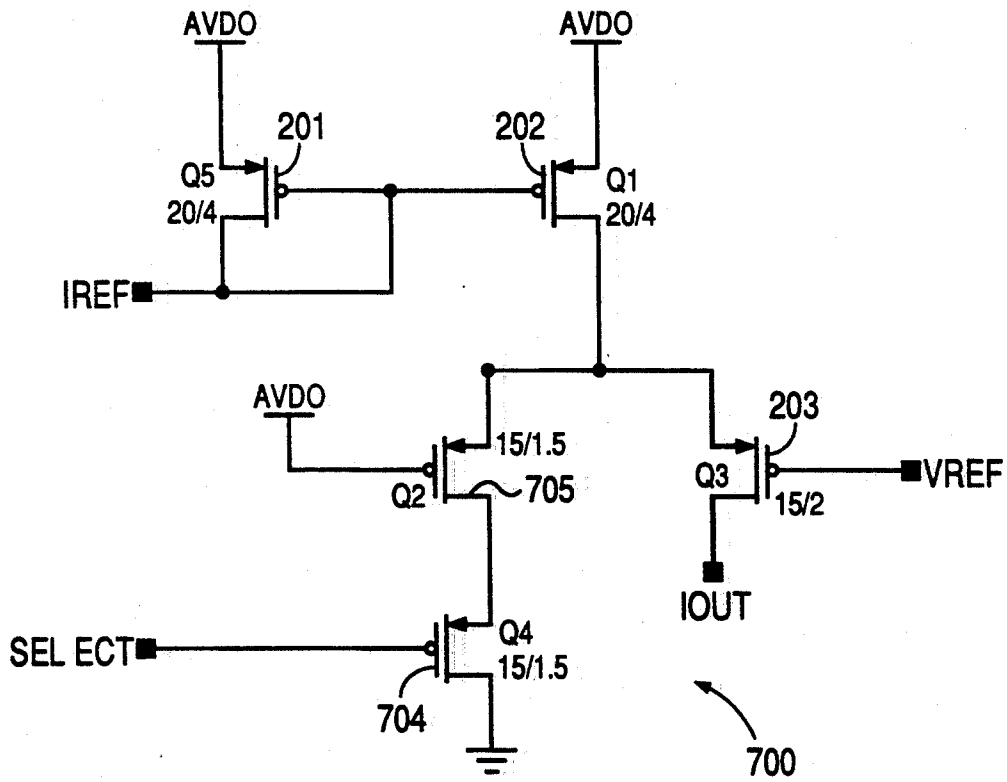 AVDO
AVDO
201
202
Q5
Q1
20/4
20/4
IREF
AVDO
203
15/1.5
Q2
705
Q3
VREF
15/2
IOUT
SEL ECT
Q4
15/1.5
704
700